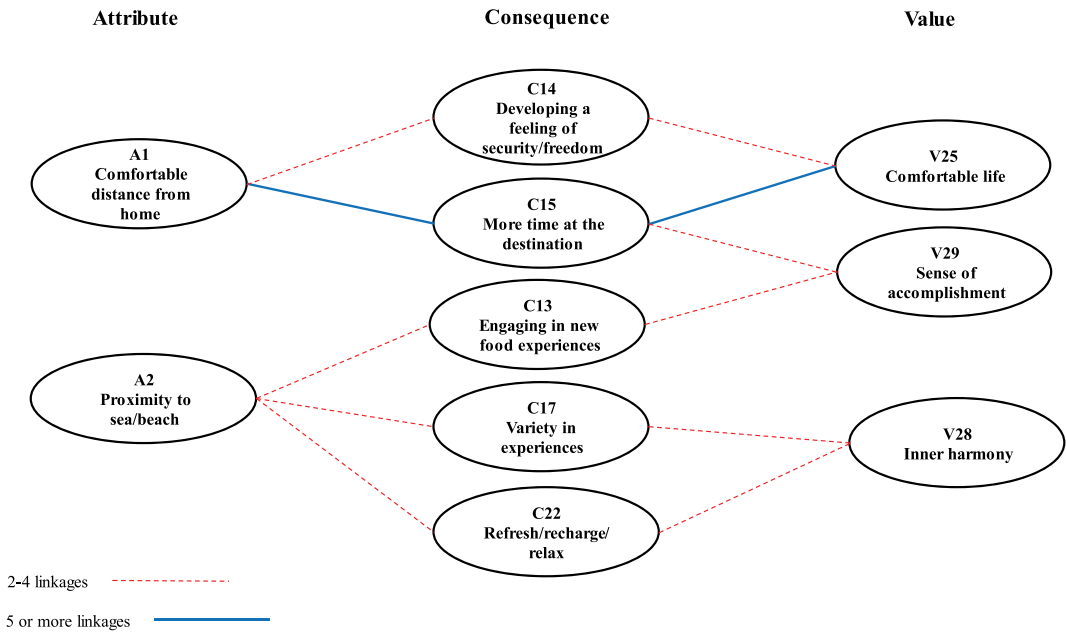 Attribute
Consequence
Value
A1
Comfortable
distance from
home
A2
Proximity to
sea/beach
C14
Developing a
feeling of
security/freedom
C15
More time at the
destination
C13
Engaging in new
food experiences
C17
Variety in
experiences
C22
Refresh/recharge/
relax
V25
Comfortable life
V29
Sense of
accomplishment
V28
Inner harmony
2-4 linkages
5 or more linkages